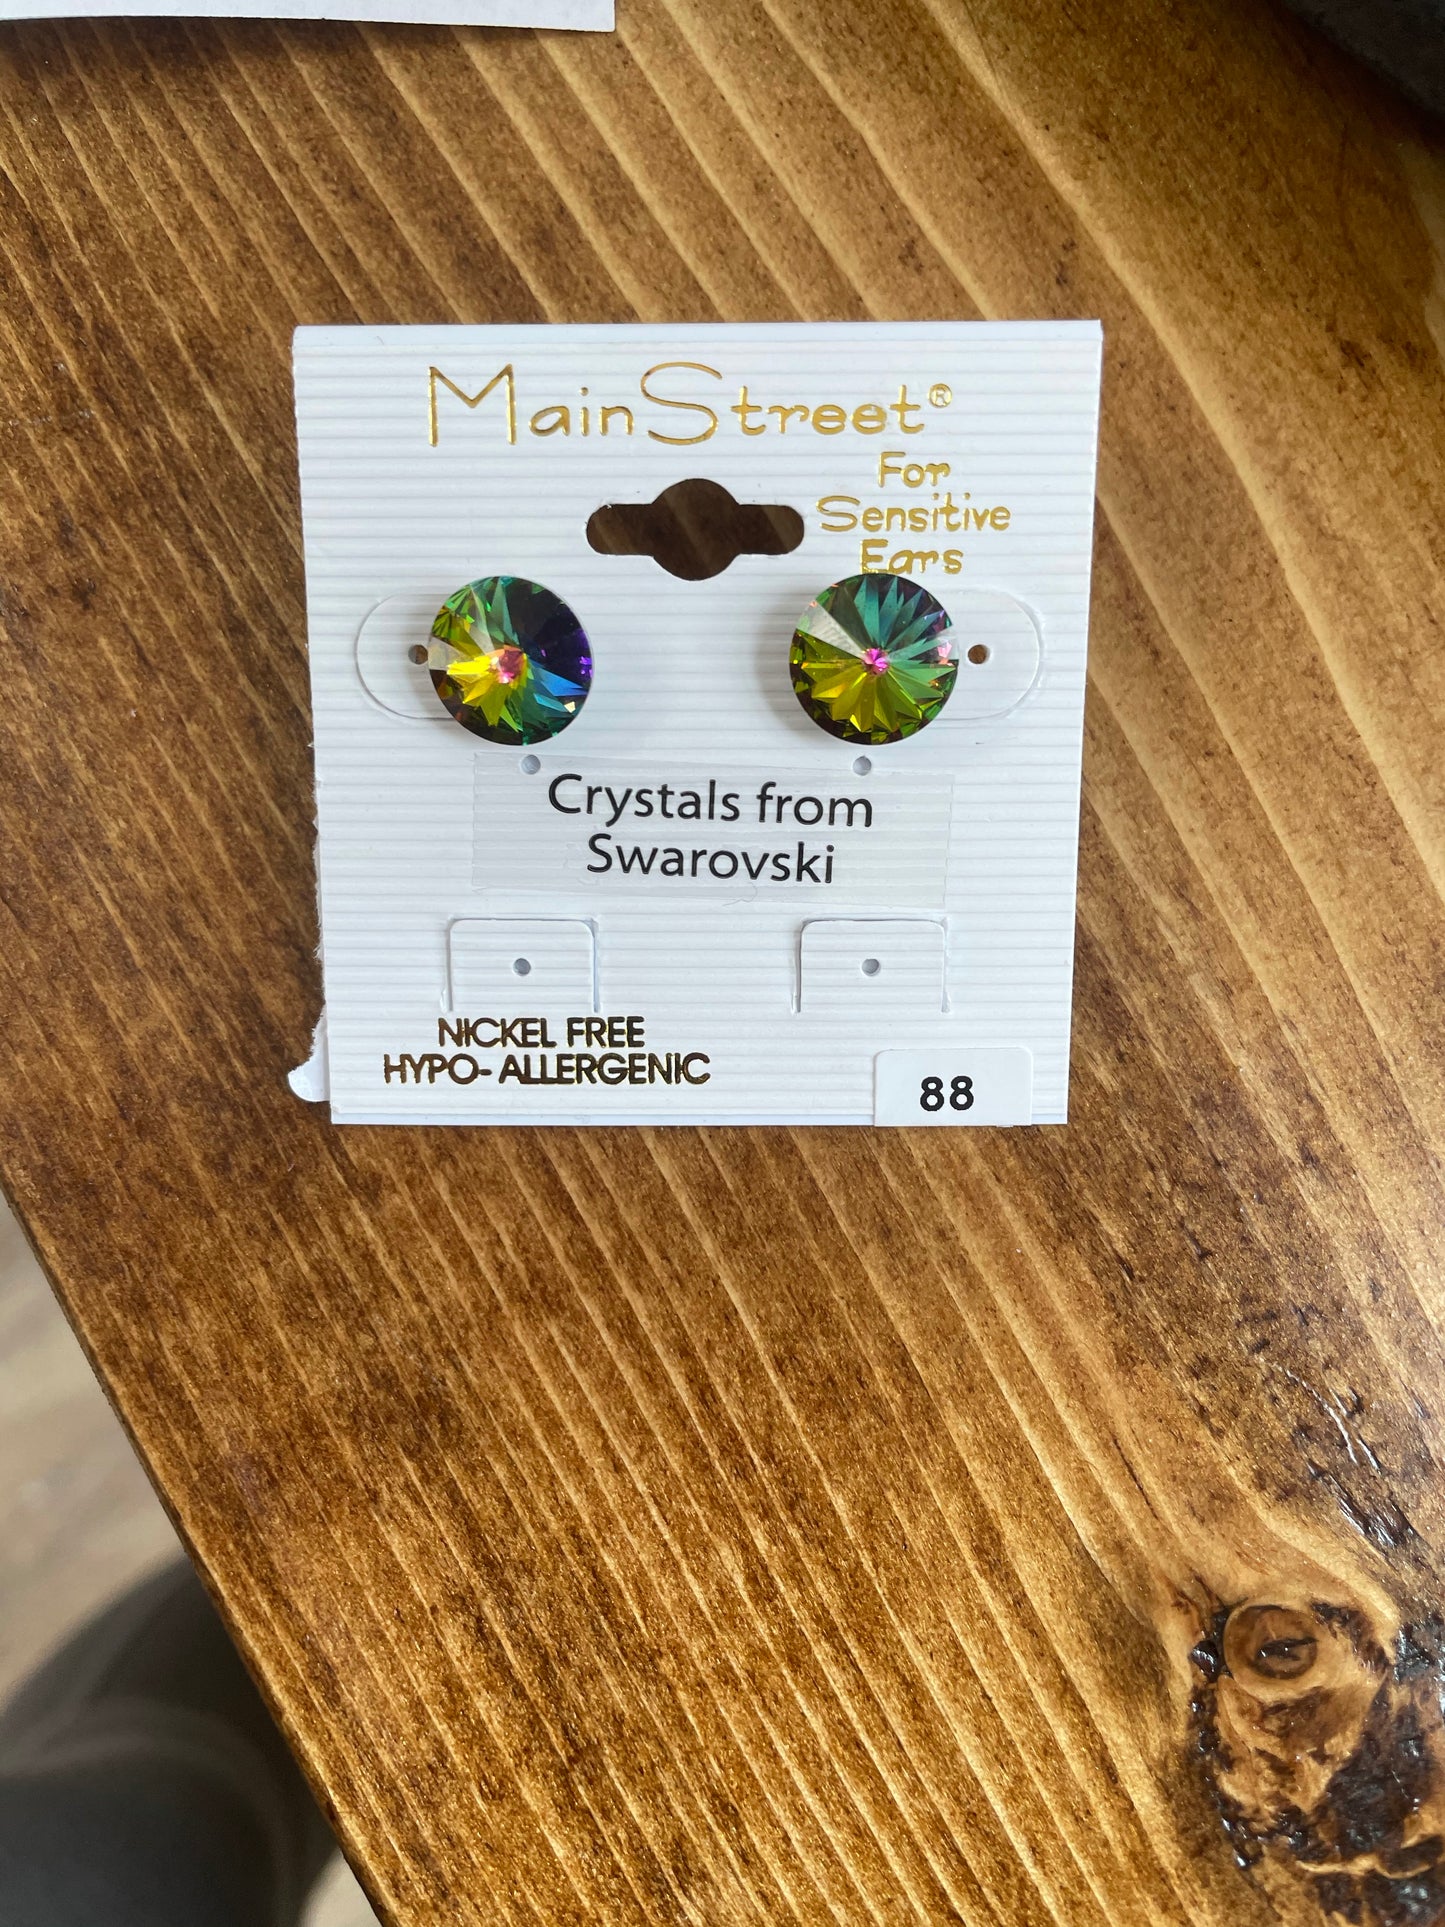 MainStreet®
For
Sensitive
Ears
Crystals from
Swarovski
NICKEL FREE
HYPO-ALLERGENIC
88